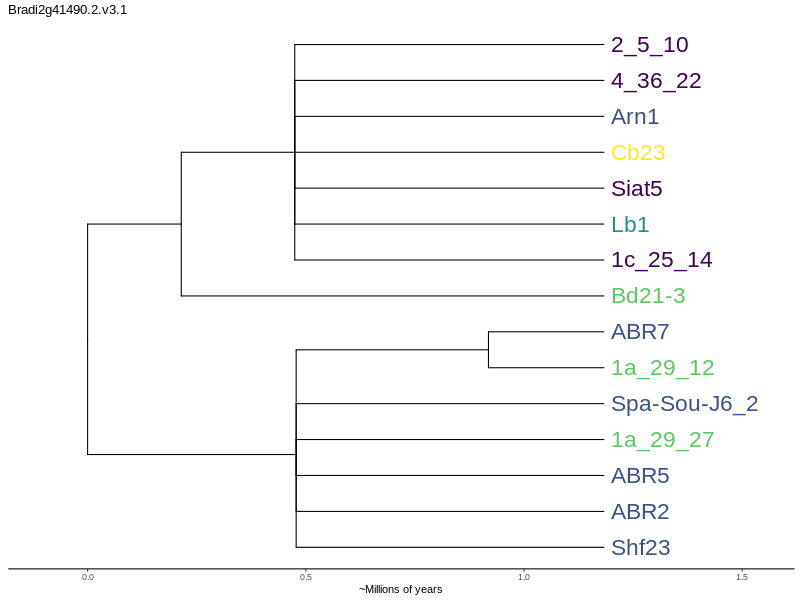 Bradi2g41490.2.v3.1
2_5_10
4_36_22
Arn1
Cb23
Siat5
Lb1
1c_25_14
Bd21-3
ABR7
1a_29_12
Spa-Sou-J6_2
1a_29_27
ABR5
ABR2
Shf23
0.0 0.5 1.0 1.5
~Millions of years